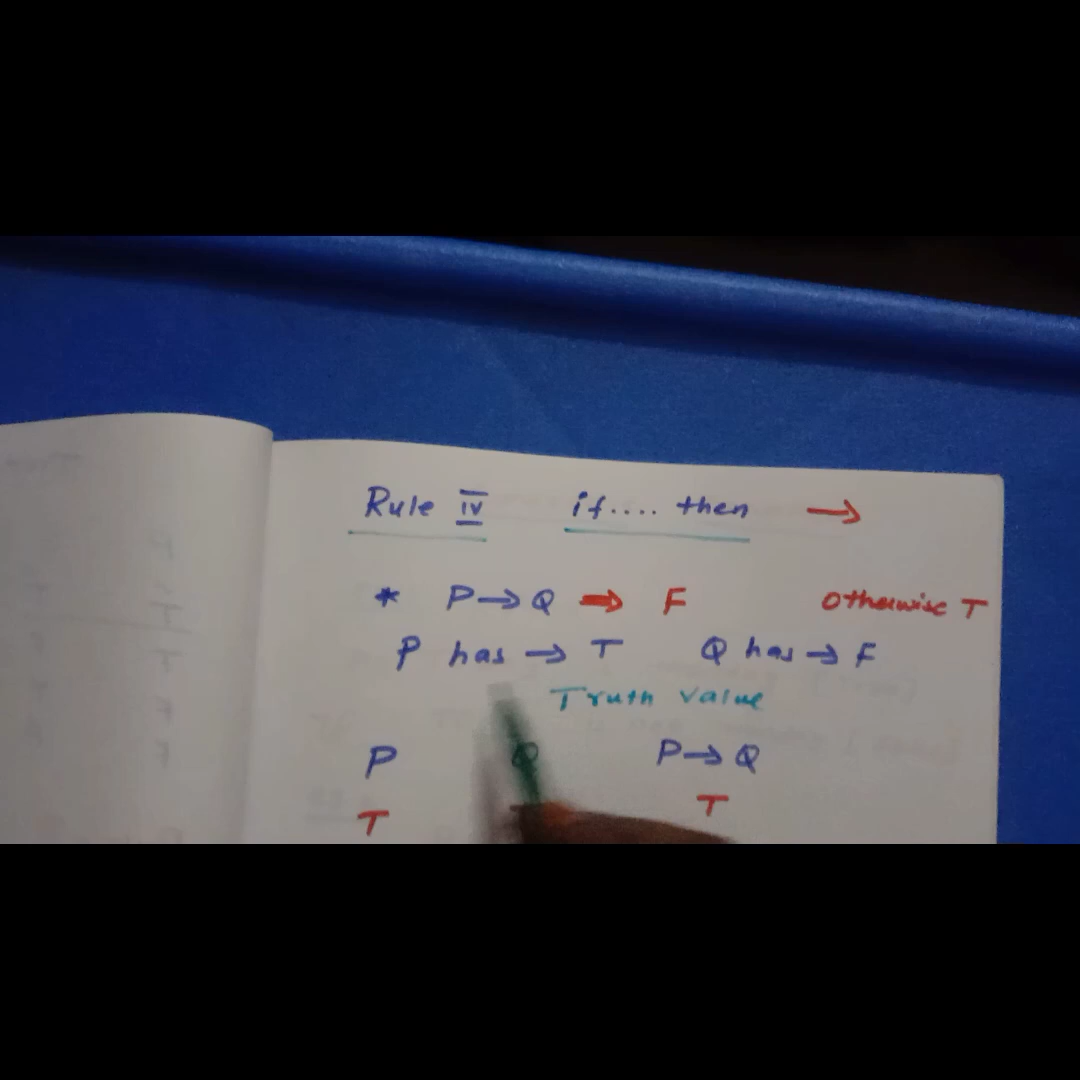 Rule IV if.... then →
* P→Q ⇒ F Otherwise T
P has → T Q has → F
Truth value
P Q P→Q
T T